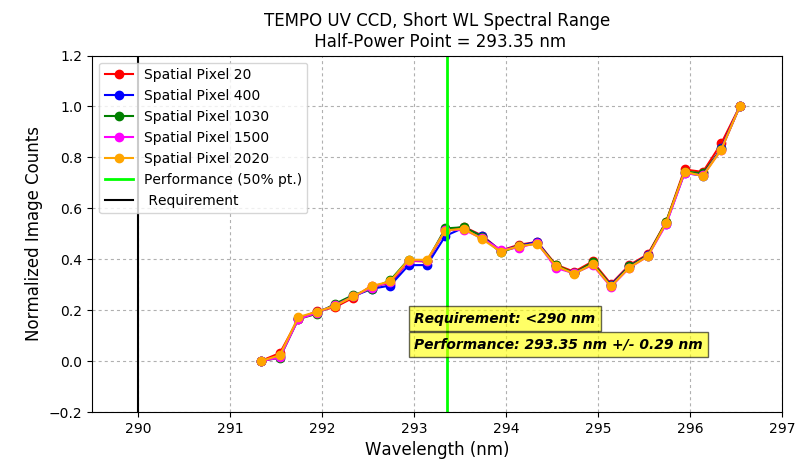 TEMPO UV CCD, Short WL Spectral Range
Half-Power Point = 293.35 nm
1.2
1.0
0.8
0.6
0.4
0.2
0.0
−0.2
Normalized Image Counts
Spatial Pixel 20
Spatial Pixel 400
Spatial Pixel 1030
Spatial Pixel 1500
Spatial Pixel 2020
Performance (50% pt.)
Requirement
Requirement: <290 nm
Performance: 293.35 nm +/- 0.29 nm
290 291 292 293 294 295 296 297
Wavelength (nm)